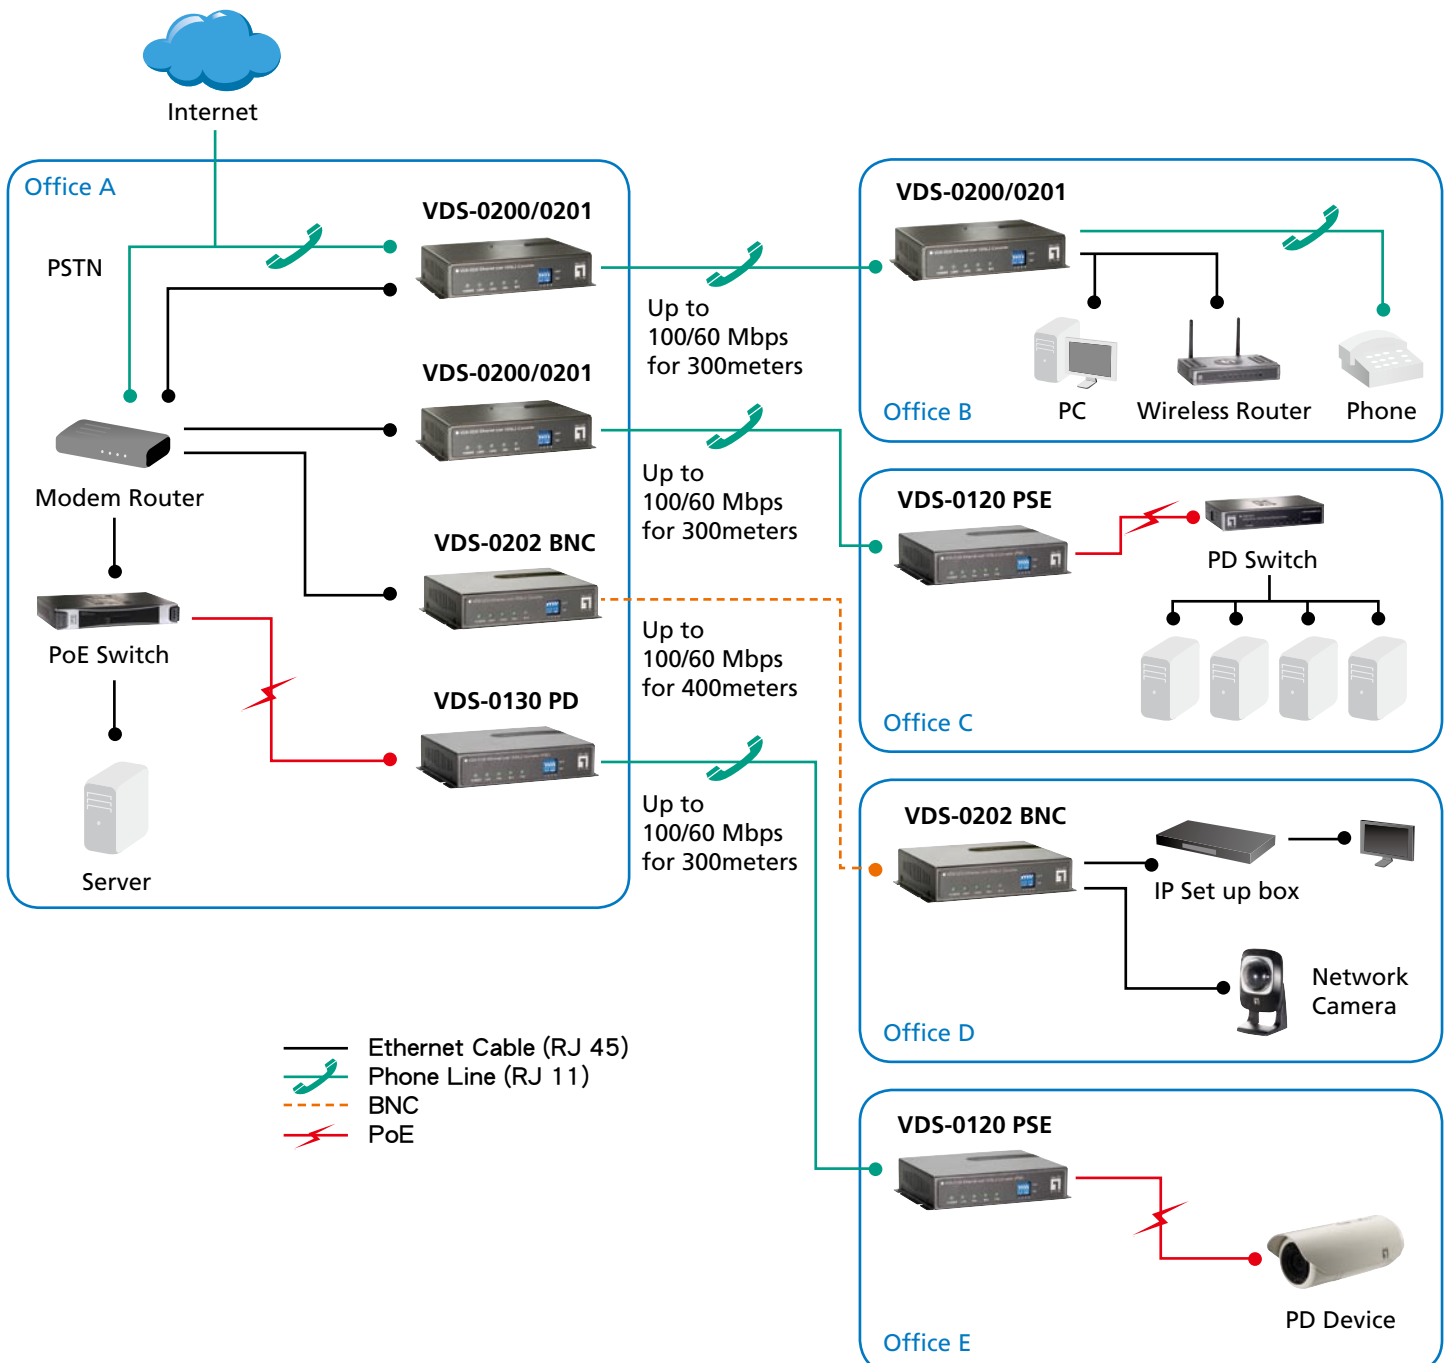 Internet
Office A
PSTN
VDS-0200/0201
Up to
100/60 Mbps
for 300meters
VDS-0200/0201
Modem Router
Up to
100/60 Mbps
for 300meters
VDS-0202 BNC
PoE Switch
Up to
100/60 Mbps
for 400meters
VDS-0130 PD
Server
Up to
100/60 Mbps
for 300meters
VDS-0200/0201
PC
Wireless Router
Phone
Office B
VDS-0120 PSE
PD Switch
Office C
VDS-0202 BNC
IP Set up box
Network
Camera
Office D
VDS-0120 PSE
PD Device
Office E
Ethernet Cable (RJ 45)
Phone Line (RJ 11)
BNC
PoE